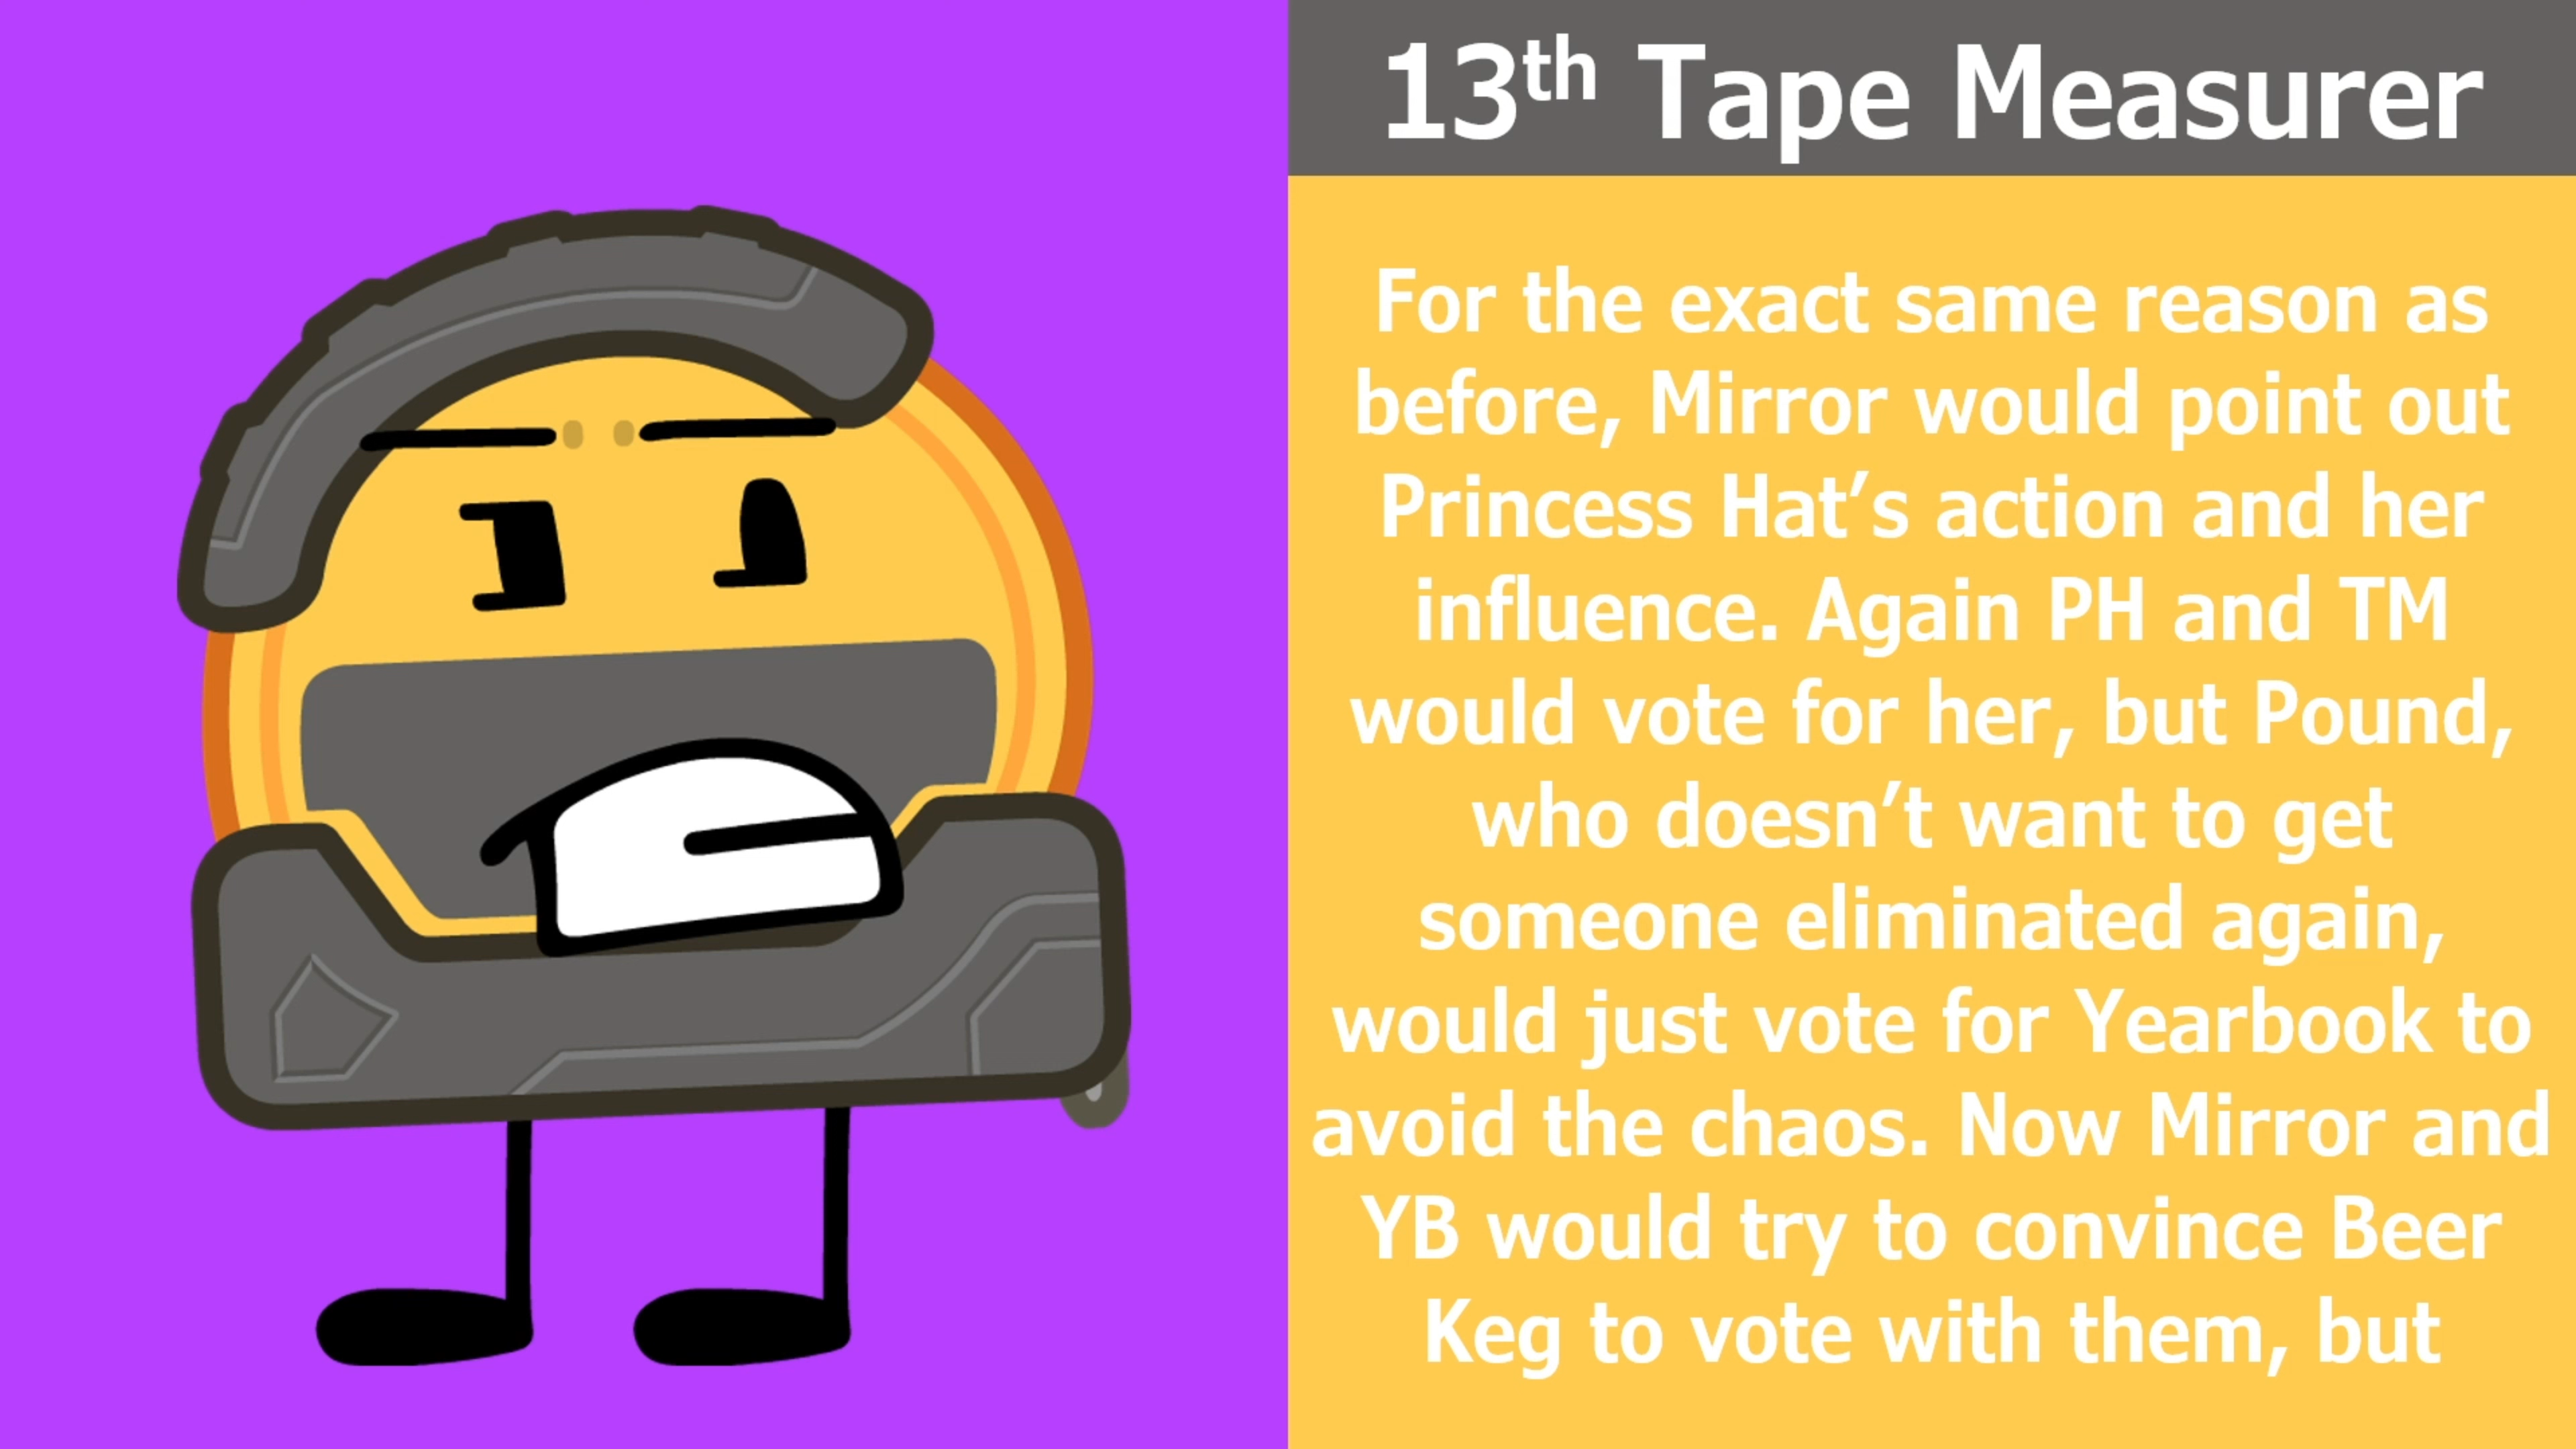 13th Tape Measurer
For the exact same reason as
before, Mirror would point out
Princess Hat’s action and her
influence. Again PH and TM
would vote for her, but Pound,
who doesn’t want to get
someone eliminated again,
would just vote for Yearbook to
avoid the chaos. Now Mirror and
YB would try to convince Beer
Keg to vote with them, but